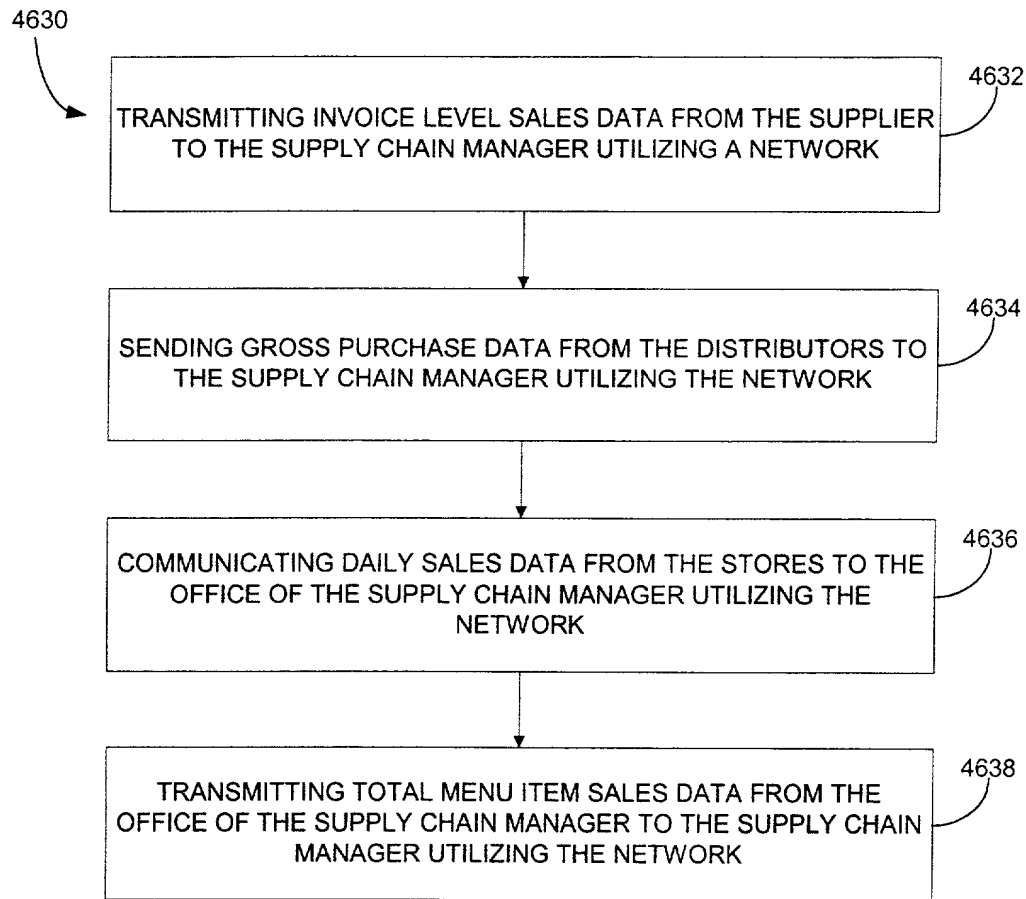 4630
4632
TRANSMITTING INVOICE LEVEL SALES DATA FROM THE SUPPLIER
TO THE SUPPLY CHAIN MANAGER UTILIZING A NETWORK
4634
SENDING GROSS PURCHASE DATA FROM THE DISTRIBUTORS TO
THE SUPPLY CHAIN MANAGER UTILIZING THE NETWORK
4636
COMMUNICATING DAILY SALES DATA FROM THE STORES TO THE
OFFICE OF THE SUPPLY CHAIN MANAGER UTILIZING THE
NETWORK
4638
TRANSMITTING TOTAL MENU ITEM SALES DATA FROM THE
OFFICE OF THE SUPPLY CHAIN MANAGER TO THE SUPPLY CHAIN
MANAGER UTILIZING THE NETWORK